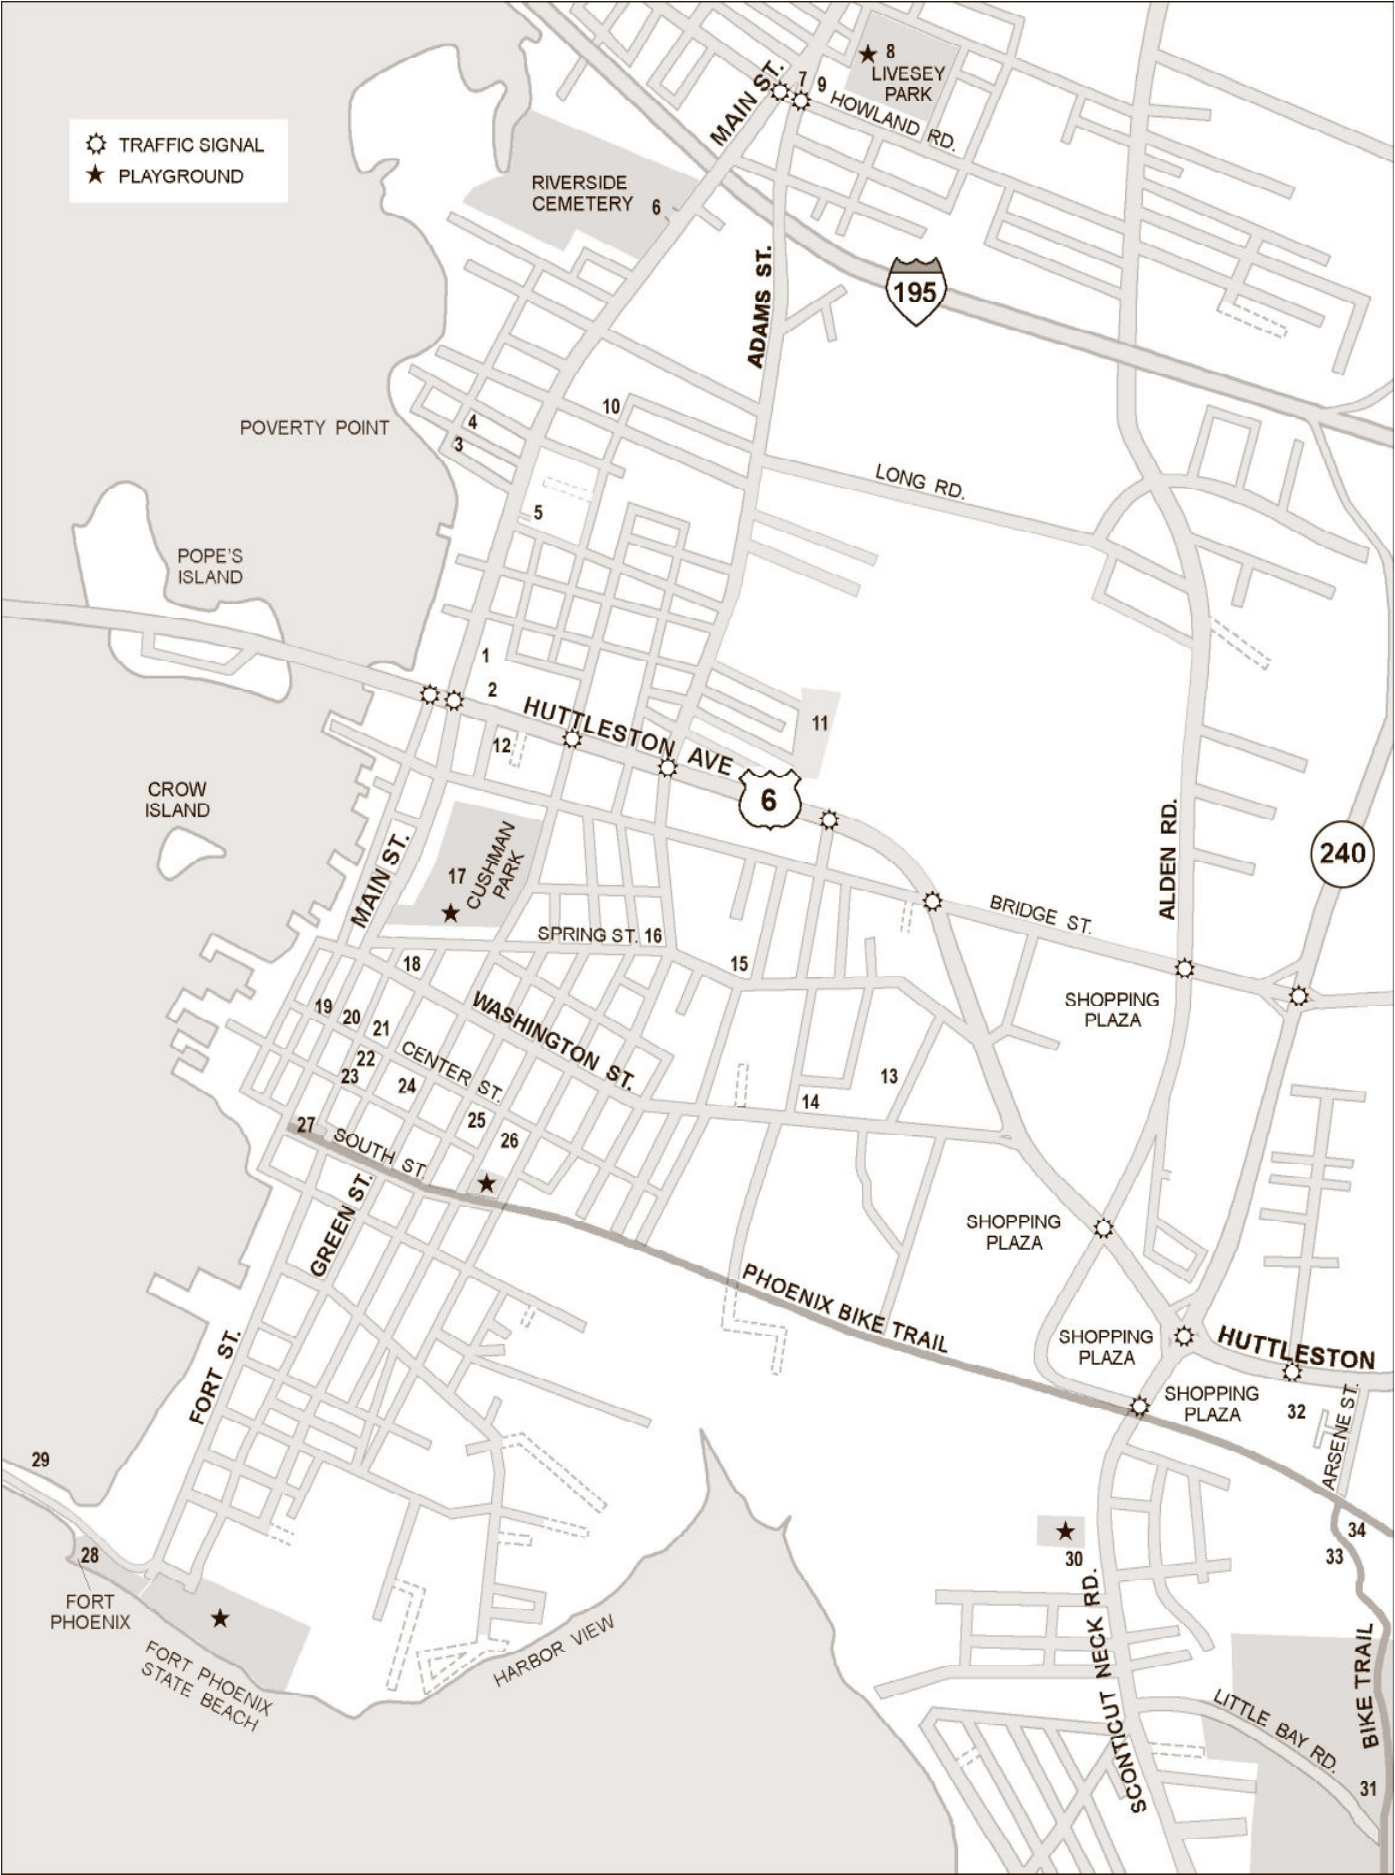 8
LIVESEY
PARK
7
9
MAIN ST.
HOWLAND RD.
TRAFFIC SIGNAL
PLAYGROUND
RIVERSIDE
CEMETERY
6
ADAMS ST.
195
10
4
3
POVERTY POINT
LONG RD.
5
POPE'S
ISLAND
1
2
HUTTLESTON AVE
11
12
6
CROW
ISLAND
240
MAIN ST.
17
CUSHMAN
PARK
ALDEN RD.
BRIDGE ST.
SPRING ST.
16
15
18
SHOPPING
PLAZA
19
20
21
WASHINGTON ST.
22
23
CENTER ST.
24
13
14
25
26
27
SOUTH ST.
GREEN ST.
SHOPPING
PLAZA
PHOENIX BIKE TRAIL
SHOPPING
PLAZA
HUTTLESTON
FORT ST.
SHOPPING
PLAZA
32
ARSENE ST.
29
34
33
30
28
FORT
PHOENIX
FORT PHOENIX
STATE BEACH
HARBOR VIEW
SCONTICUT NECK RD.
BIKE TRAIL
LITTLE BAY RD.
31